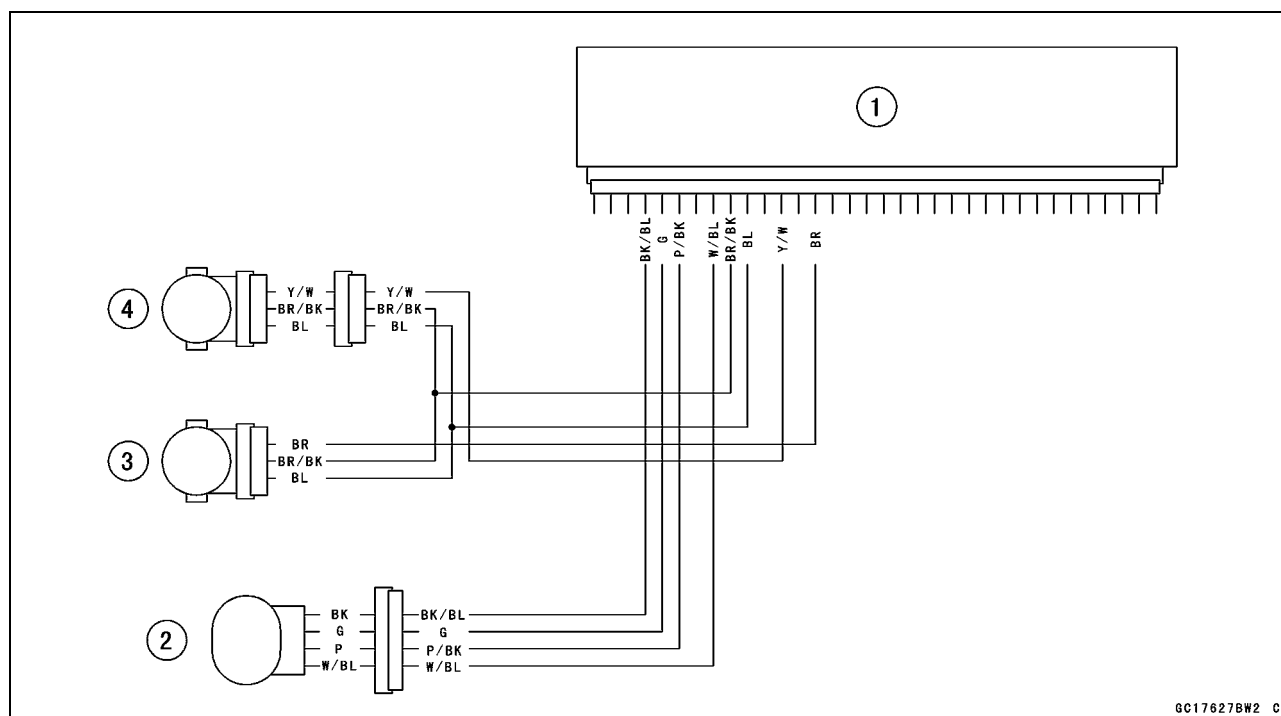 1
BK/BL
G
P/BK
W/BL
BR/BK
BL
Y/W
BR
4
Y/W Y/W
BR/BK BR/BK
BL BL
3
BR
BR/BK
BL
2
BK BK/BL
G G
P P/BK
W/BL W/BL
GC17627BW2 C